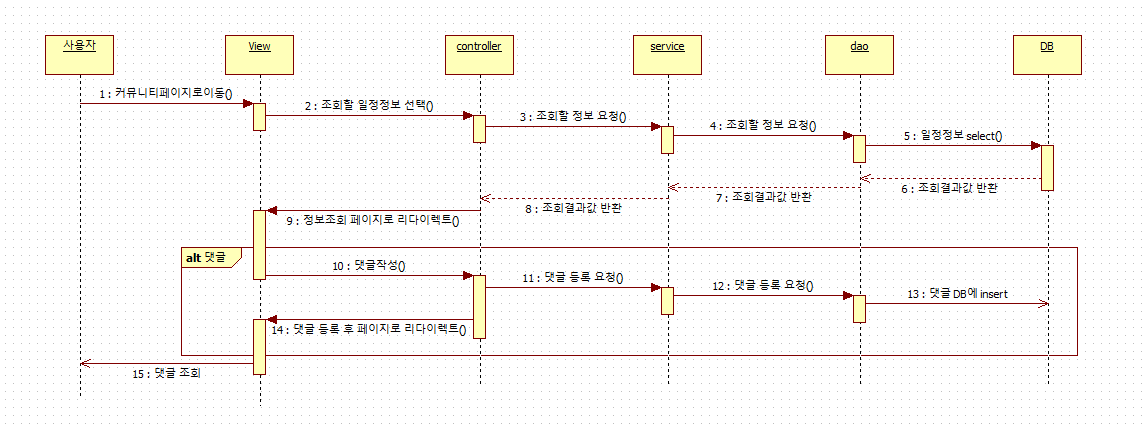 사용자
View
controller
service
dao
DB
1 : 커뮤니티페이지로이동()
2 : 조회할 일정정보 선택()
3 : 조회할 정보 요청()
4 : 조회할 정보 요청()
5 : 일정정보 select()
6 : 조회결과값 반환
7 : 조회결과값 반환
8 : 조회결과값 반환
9 : 정보조회 페이지로 리다이렉트()
alt 댓글
10 : 댓글작성()
11 : 댓글 등록 요청()
12 : 댓글 등록 요청()
13 : 댓글 DB에 insert
14 : 댓글 등록 후 페이지로 리다이렉트()
15 : 댓글 조회